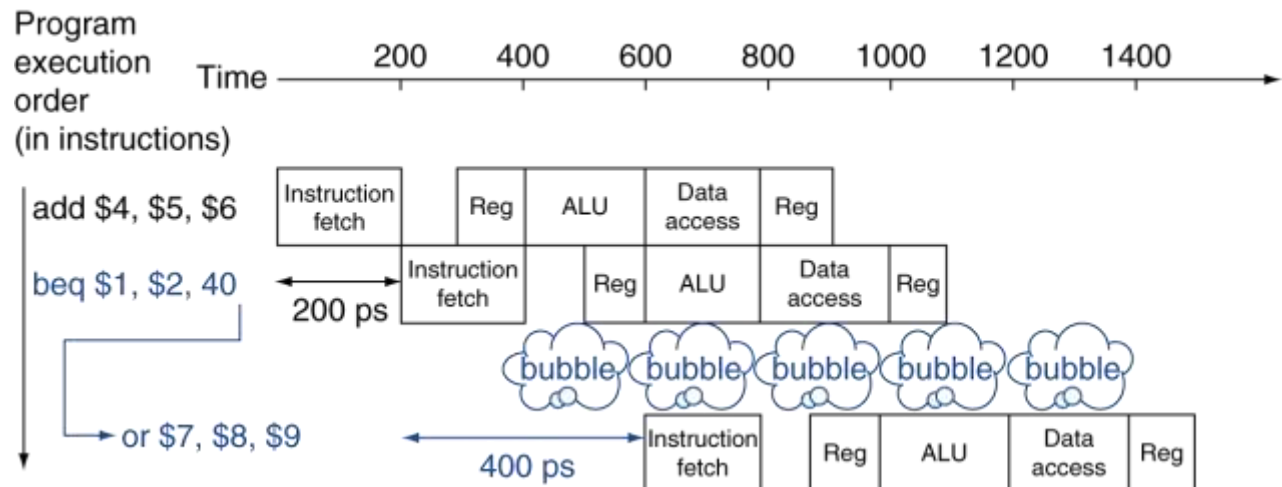 Program
execution
order
(in instructions)
Time
200 400 600 800 1000 1200 1400
add $4, $5, $6
Instruction
fetch
Reg
ALU
Data
access
Reg
beq $1, $2, 40
200 ps
Instruction
fetch
Reg
ALU
Data
access
Reg
bubble bubble bubble bubble bubble
or $7, $8, $9
400 ps
Instruction
fetch
Reg
ALU
Data
access
Reg